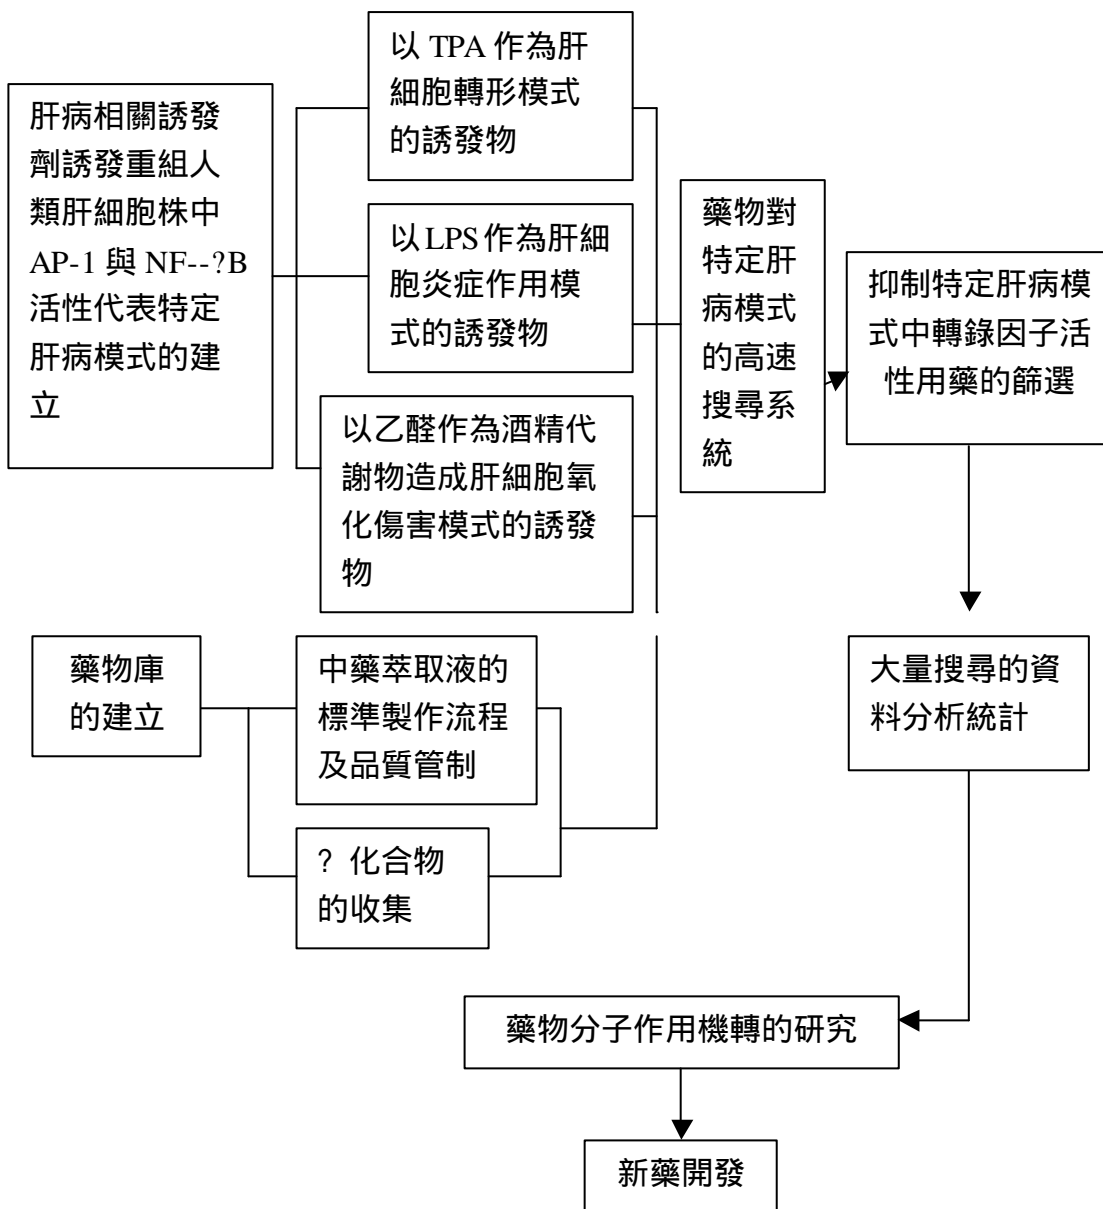 肝病相關誘發
劑誘發重組人
類肝細胞株中
AP-1 與 NF--?B
活性代表特定
肝病模式的建
立
以 TPA 作為肝
細胞轉形模式
的誘發物
以 LPS 作為肝細
胞炎症作用模
式的誘發物
以乙醛作為酒精代
謝物造成肝細胞氧
化傷害模式的誘發
物
藥物對
特定肝
病模式
的高速
搜尋系
統
抑制特定肝病模
式中轉錄因子活
性用藥的篩選
藥物庫
的建立
中藥萃取液的
標準製作流程
及品質管制
? 化合物
的收集
大量搜尋的資
料分析統計
藥物分子作用機轉的研究
新藥開發